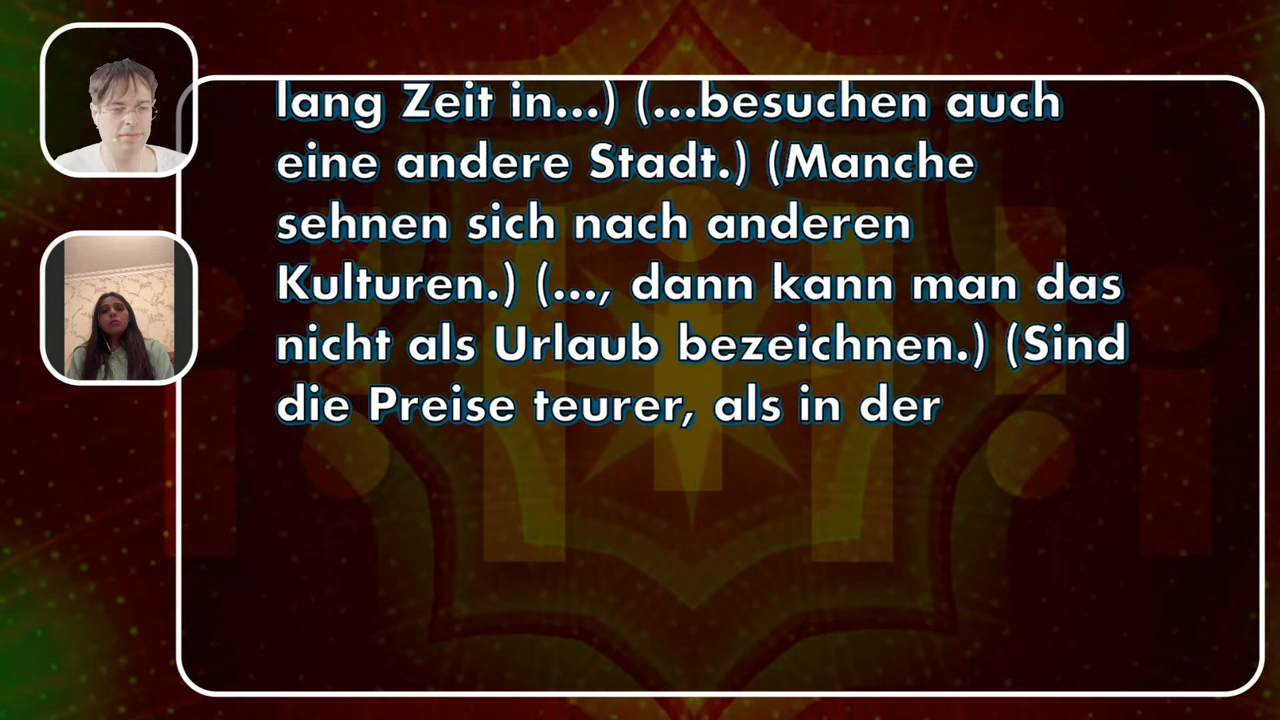 lang Zeit in...) (...besuchen auch
eine andere Stadt.) (Manche
sehnen sich nach anderen
Kulturen.) (..., dann kann man das
nicht als Urlaub bezeichnen.) (Sind
die Preise teurer, als in der